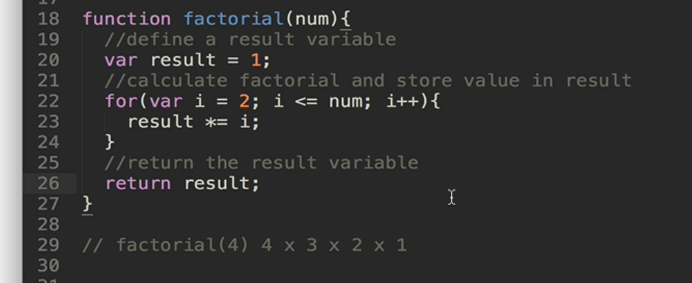 18 function factorial(num){
19 //define a result variable
20 var result = 1;
21 //calculate factorial and store value in result
22 for(var i = 2; i <= num; i++){
23 result *= i;
24 }
25 //return the result variable
26 return result;
27 }
28
29 // factorial(4) 4 x 3 x 2 x 1
30